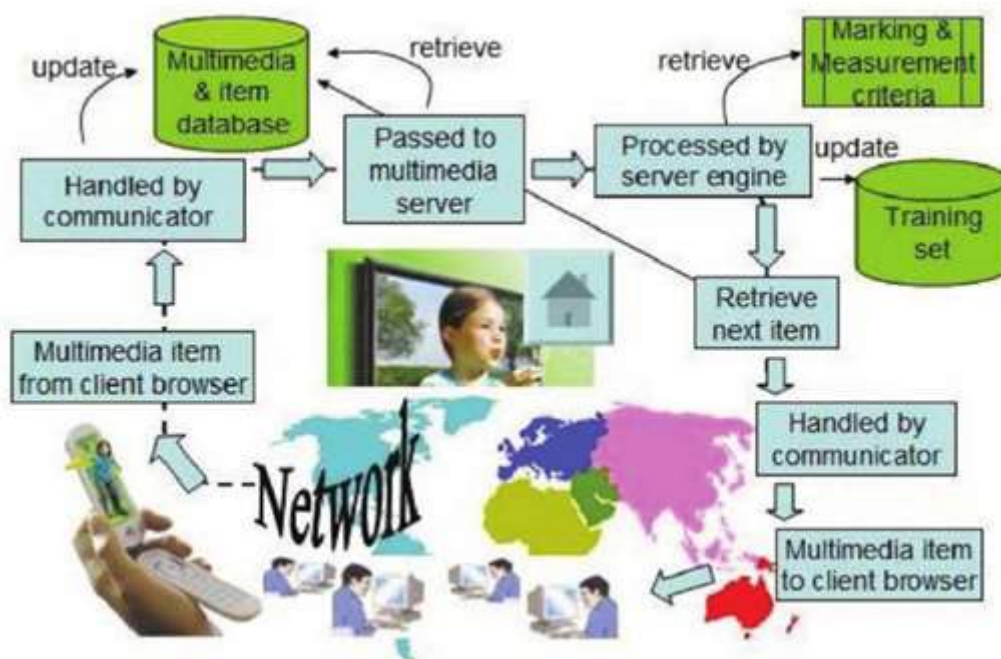 update
Multimedia
& item
database
retrieve
retrieve
Marking &
Measurement
criteria
Handled by
communicator
Passed to
multimedia
server
Processed by
server engine
update
Training
set
Retrieve
next item
Multimedia item
from client browser
Handled by
communicator
Network
Multimedia item
to client browser